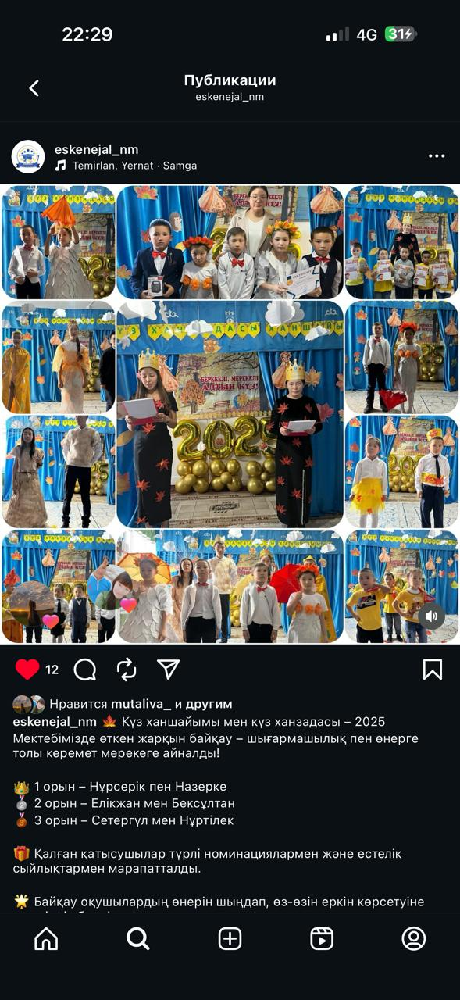 22:29
4G 31
Публикации
eskenejal_nm
eskenejal_nm
Temirlan, Yernat · Samga
БЕРЕКЕЛІ, МЕРЕКЕЛІ
АЛТЫН КҮЗ!
2025
12
Нравится mutaliva_ и другим
eskenejal_nm 🍁 Күз ханшайымы мен күз ханзадасы – 2025
Мектебімізде өткен жарқын байқау – шығармашылық пен өнерге
толы керемет мерекеге айналды!
👑 1 орын – Нұрсерік пен Назерке
🥈 2 орын – Елікжан мен Бексұлтан
🥉 3 орын – Сетергүл мен Нұртілек
🎁 Қалған қатысушылар түрлі номинациялармен және естелік
сыйлықтармен марапатталды.
🌟 Байқау оқушылардың өнерін шыңдап, өз-өзін еркін көрсетуіне